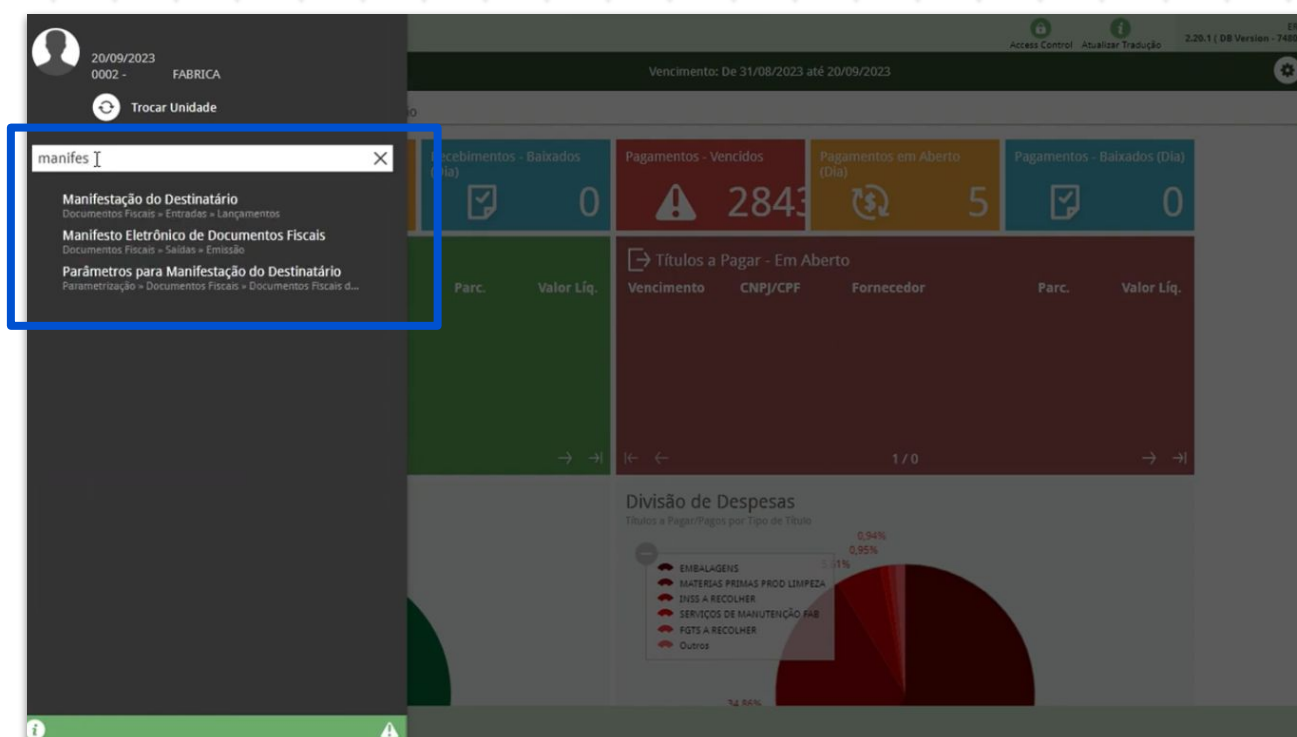 20/09/2023
0002 - FABRICA
Trocar Unidade
manifes
Manifestação do Destinatário
Documentos Fiscais » Entradas » Lançamentos
Manifesto Eletrônico de Documentos Fiscais
Documentos Fiscais » Saídas » Emissão
Parâmetros para Manifestação do Destinatário
Parametrização » Documentos Fiscais » Documentos Fiscais d...
Access Control
Atualizar Tradução
2.20.1 ( DB Version - 7480
Vencimento: De 31/08/2023 até 20/09/2023
Recebimentos - Baixados
(Dia)
0
Pagamentos - Vencidos
2843
Pagamentos em Aberto
(Dia)
5
Pagamentos - Baixados (Dia)
0
Parc. Valor Líq.
Títulos a Pagar - Em Aberto
Vencimento CNPJ/CPF Fornecedor Parc. Valor Líq.
1 / 0
Divisão de Despesas
Títulos a Pagar/Pagos por Tipo de Título
0,94%
0,95%
EMBALAGENS
MATERIAS PRIMAS PROD LIMPEZA
INSS A RECOLHER
SERVIÇOS DE MANUTENÇÃO FAB
FGTS A RECOLHER
Outros
34,86%